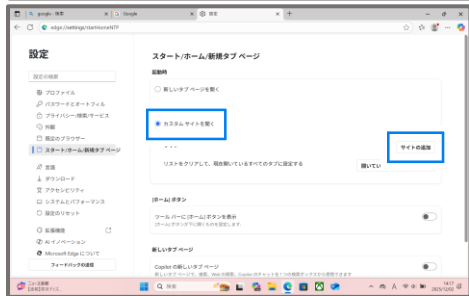 google - 検索
Google
設定
edge://settings/startHomeNTP
設定
設定の検索
プロファイル
パスワードとオートフィル
プライバシー/検索/サービス
外観
既定のブラウザー
スタート/ホーム/新規タブ ページ
言語
ダウンロード
アクセシビリティ
システムとパフォーマンス
設定のリセット
拡張機能
AI イノベーション
Microsoft Edge について
フィードバックの送信
スタート/ホーム/新規タブ ページ
起動時
新しいタブ ページを開く
カスタム サイトを開く
サイトの追加
リストをクリアして、現在開いているすべてのタブに設定する
開いてい
[ホーム] ボタン
ツール バーに [ホーム] ボタンを表示
新しいタブ ページ
Copilot の新しいタブ ページ
検索
14:17
2025/12/02